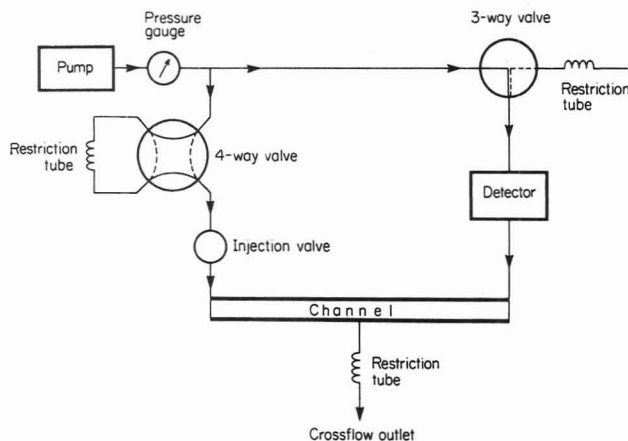 Pressure
gauge
3-way valve
Pump
Restriction
tube
Restriction
tube
4-way valve
Detector
Injection valve
Channel
Restriction
tube
Crossflow outlet